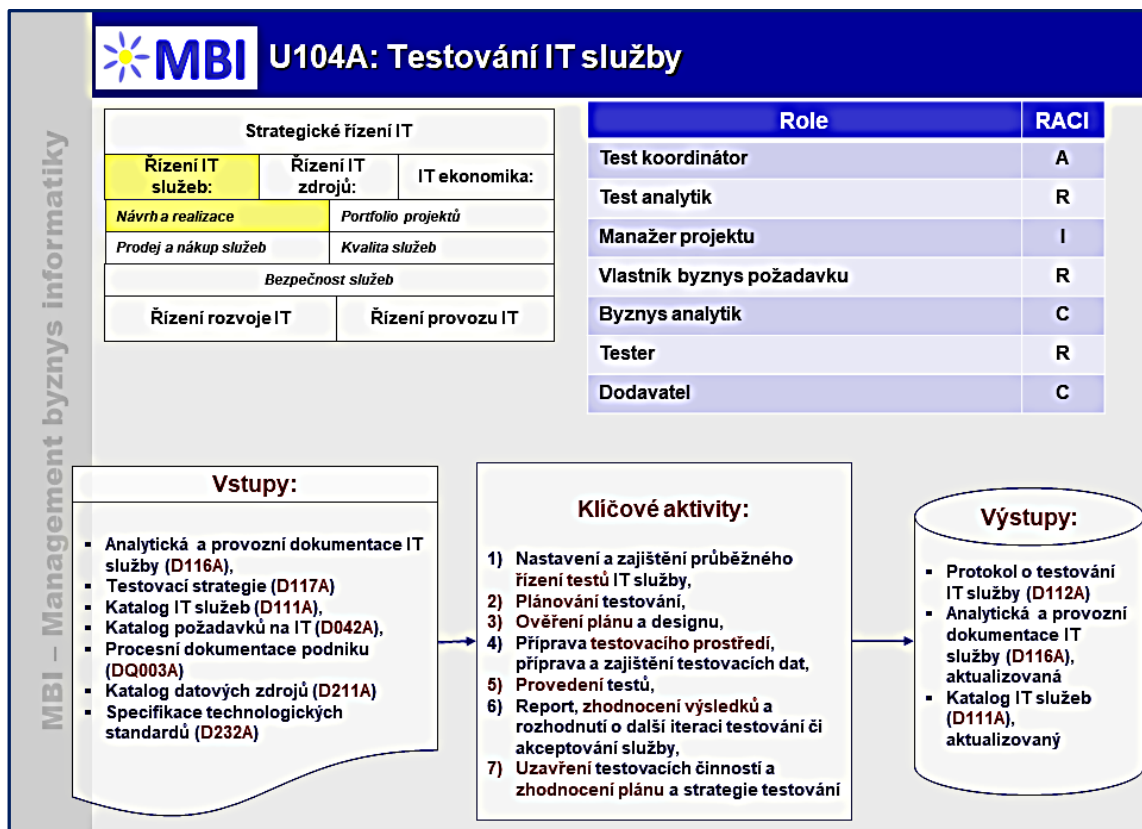 MBI
U104A: Testování IT služby
MBI – Management byznys informatiky
Strategické řízení IT
Řízení IT
služeb:
Řízení IT
zdrojů:
IT ekonomika:
Návrh a realizace
Portfolio projektů
Prodej a nákup služeb
Kvalita služeb
Bezpečnost služeb
Řízení rozvoje IT
Řízení provozu IT
Role RACI
Test koordinátor A
Test analytik R
Manažer projektu I
Vlastník byznys požadavku R
Byznys analytik C
Tester R
Dodavatel C
Vstupy:
▪ Analytická a provozní dokumentace IT
služby (D116A),
▪ Testovací strategie (D117A)
▪ Katalog IT služeb (D111A),
▪ Katalog požadavků na IT (D042A),
▪ Procesní dokumentace podniku
(DQ003A)
▪ Katalog datových zdrojů (D211A)
▪ Specifikace technologických
standardů (D232A)
Klíčové aktivity:
1) Nastavení a zajištění průběžného
řízení testů IT služby,
2) Plánování testování,
3) Ověření plánu a designu,
4) Příprava testovacího prostředí,
příprava a zajištění testovacích dat,
5) Provedení testů,
6) Report, zhodnocení výsledků a
rozhodnutí o další iteraci testování či
akceptování služby,
7) Uzavření testovacích činností a
zhodnocení plánu a strategie testování
Výstupy:
▪ Protokol o testování
IT služby (D112A)
▪ Analytická a provozní
dokumentace IT
služby (D116A),
aktualizovaná
▪ Katalog IT služeb
(D111A),
aktualizovaný